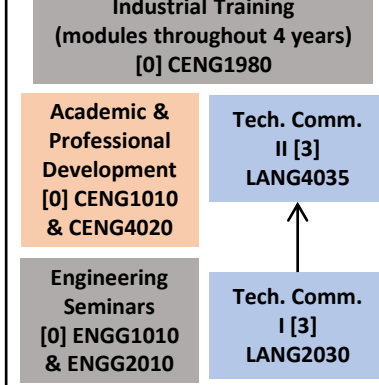 Industrial Training
(modules throughout 4 years)
[0] CENG1980
Academic &
Professional
Development
[0] CENG1010
& CENG4020
Tech. Comm.
II [3]
LANG4035
Engineering
Seminars
[0] ENGG1010
& ENGG2010
Tech. Comm.
I [3]
LANG2030